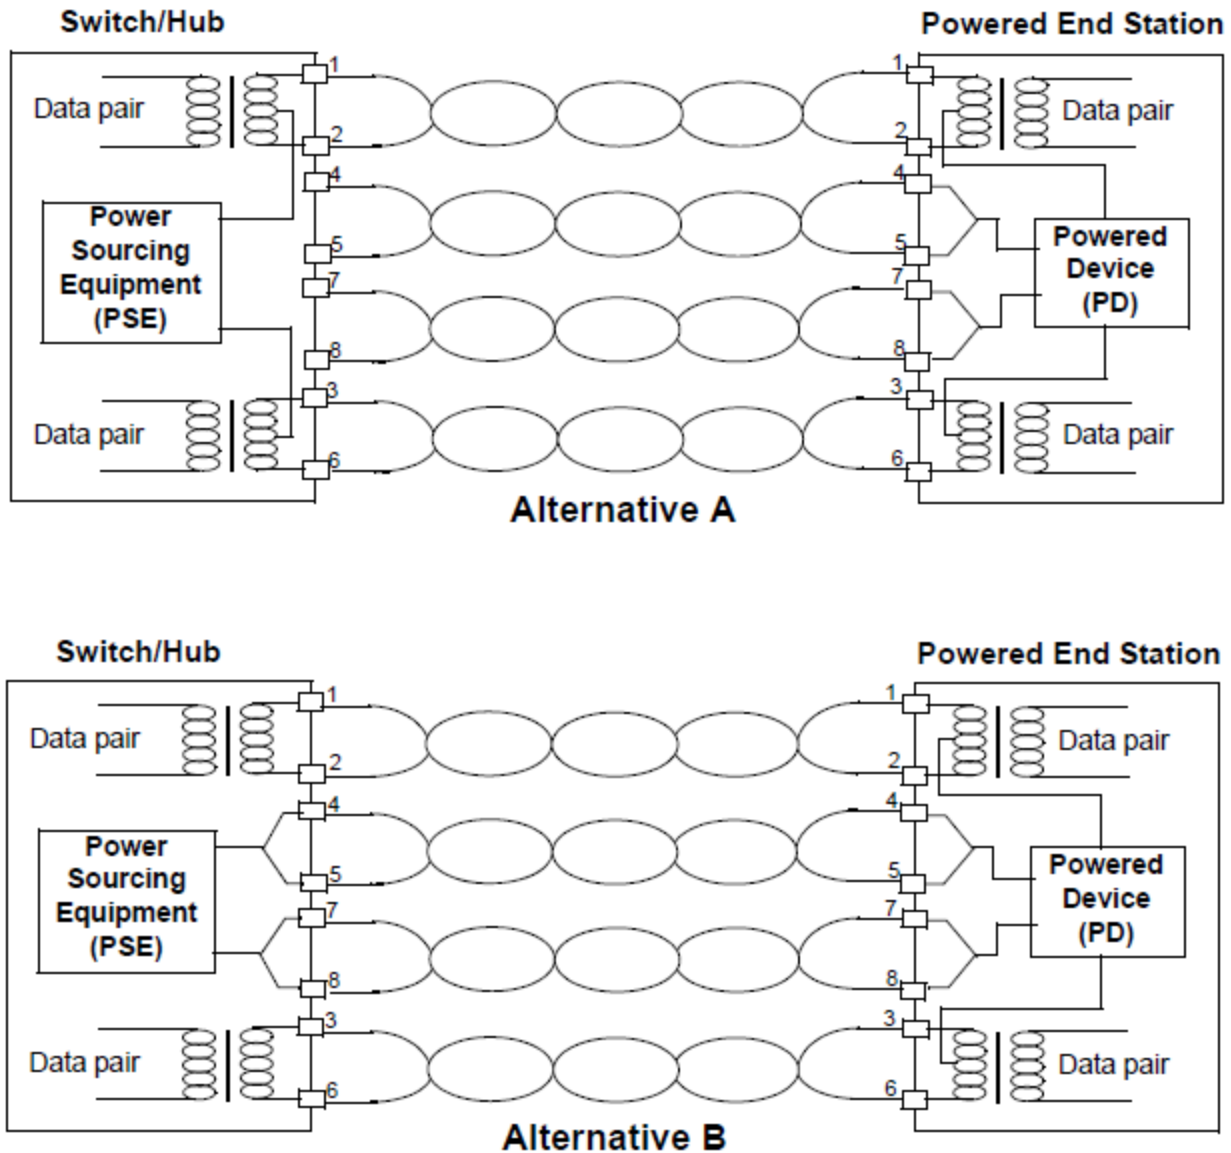 Switch/Hub
Powered End Station
1
1
Data pair
Data pair
2
2
4
4
Power
Sourcing
Equipment
(PSE)
Powered
Device
(PD)
5
5
7
7
8
8
3
3
Data pair
Data pair
6
6
Alternative A
Switch/Hub
Powered End Station
1
1
Data pair
Data pair
2
2
4
4
Power
Sourcing
Equipment
(PSE)
Powered
Device
(PD)
5
5
7
7
8
8
3
3
Data pair
Data pair
6
6
Alternative B